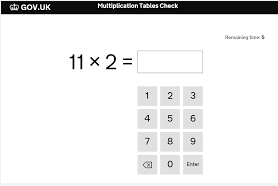 GOV.UK Multiplication Tables Check
Remaining time: 5
11 × 2 =
1 2 3
4 5 6
7 8 9
0 Enter